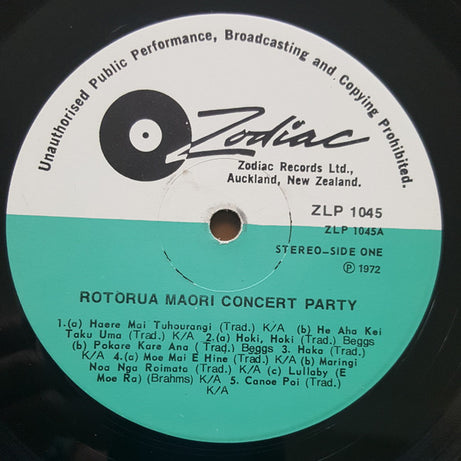 Unauthorised Public Performance, Broadcasting and Copying Prohibited.
Zodiac
Zodiac Records Ltd.,
Auckland, New Zealand.
ZLP 1045
ZLP 1045A
STEREO-SIDE ONE
℗ 1972
ROTORUA MAORI CONCERT PARTY
1.(a) Haere Mai Tuhourangi (Trad.) K/A (b) He Aha Kei
Taku Uma (Trad.) K/A 2.(a) Hoki, Hoki (Trad.) Beggs
(b) Pokare Kare Ana ( Trad.) Beggs 3. Haka (Trad.)
K/A 4.(a) Moe Mai E Hine (Trad.) K/A (b) Maringi
Noa Nga Roimata (Trad.) K/A (c) Lullaby (E
Moe Ra) (Brahms) K/A 5. Canoe Poi (Trad.)
K/A